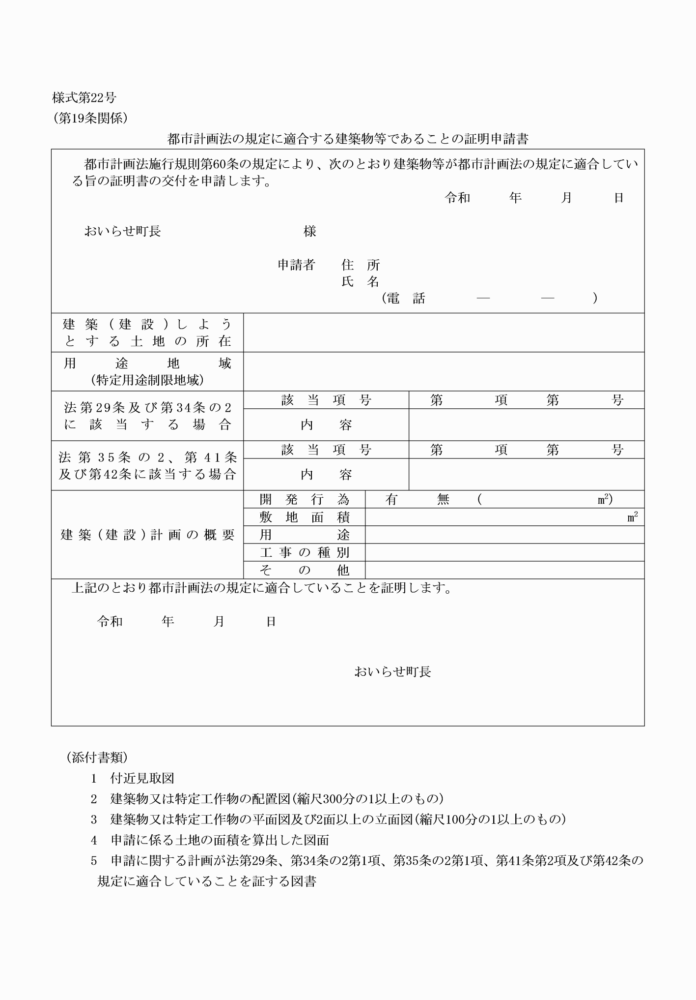 様式第22号
（第19条関係）
都市計画法の規定に適合する建築物等であることの証明申請書
都市計画法施行規則第60条の規定により、次のとおり建築物等が都市計画法の規定に適合してい
る旨の証明書の交付を申請します。
令和　　　年　　　月　　　日
おいらせ町長　　　　　　　　　　　様
申請者　　住　所
氏　名
（電　話　　　　―　　　　―　　　）
建築（建設）しよう
とする土地の所在
用途地域
（特定用途制限地域）
法第29条及び第34条の2
に該当する場合
該当項号　第　　　　項　　　第　　　　号
内　　容
法第35条の2、第41条
及び第42条に該当する場合
該当項号　第　　　　項　　　第　　　　号
内　　容
建築（建設）計画の概要
開発行為　有　　　無　　（　　　　　　　　　㎡）
敷地面積　　　　　　　　　㎡
用途
工事の種別
その他
上記のとおり都市計画法の規定に適合していることを証明します。
令和　　　年　　　月　　　日
おいらせ町長
（添付書類）
1　付近見取図
2　建築物又は特定工作物の配置図（縮尺300分の1以上のもの）
3　建築物又は特定工作物の平面図及び2面以上の立面図（縮尺100分の1以上のもの）
4　申請に係る土地の面積を算出した図面
5　申請に関する計画が法第29条、第34条の2第1項、第35条の2第1項、第41条第2項及び第42条の
規定に適合していることを証する図書